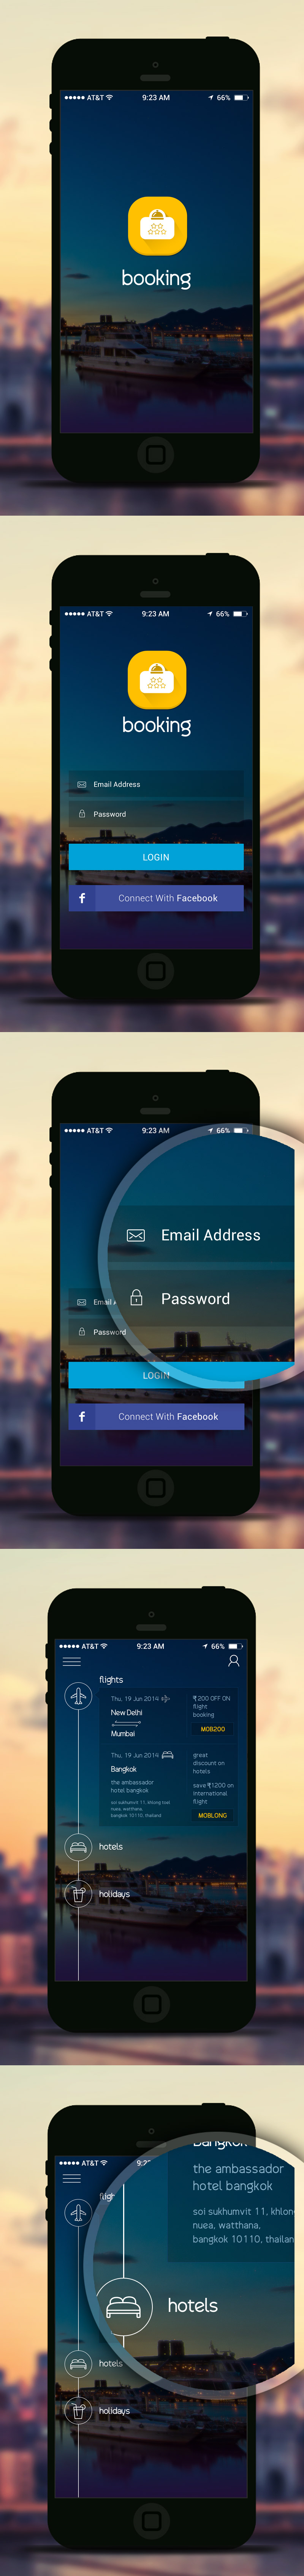 AT&T 9:23 AM 66%
booking
AT&T 9:23 AM 66%
booking
Email Address
Password
LOGIN
f Connect With Facebook
AT&T 9:23 AM 66%
Email Address
Password
Email A
Password
LOGIN
f Connect With Facebook
AT&T 9:23 AM 66%
flights
Thu, 19 Jun 2014
New Delhi
Mumbai
₹200 OFF ON
flight
booking
MOB200
Thu, 19 Jun 2014
Bangkok
the ambassador
hotel bangkok
soi sukhumvit 11, khlong toei
nuea, watthana,
bangkok 10110, thailand
great
discount on
hotels
save ₹1200 on
international
flight
MOBLONG
hotels
holidays
AT&T 9:2
Bangkok
the ambassador
hotel bangkok
soi sukhumvit 11, khlon
nuea, watthana,
bangkok 10110, thailan
fligh
hotels
hotels
holidays